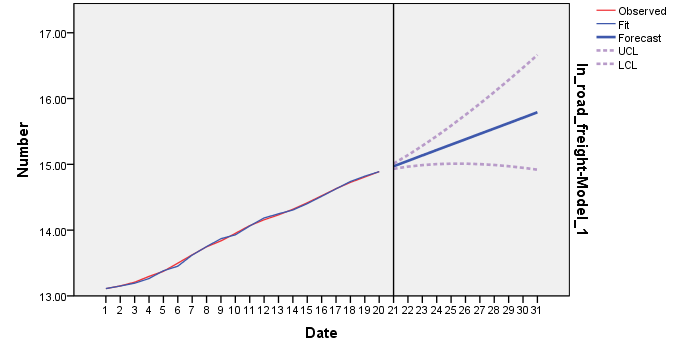 Observed
Fit
Forecast
UCL
LCL
17.00
16.00
15.00
14.00
13.00
Number
1 2 3 4 5 6 7 8 9 10 11 12 13 14 15 16 17 18 19 20 21 22 23 24 25 26 27 28 29 30 31
Date
ln_road_freight-Model_1